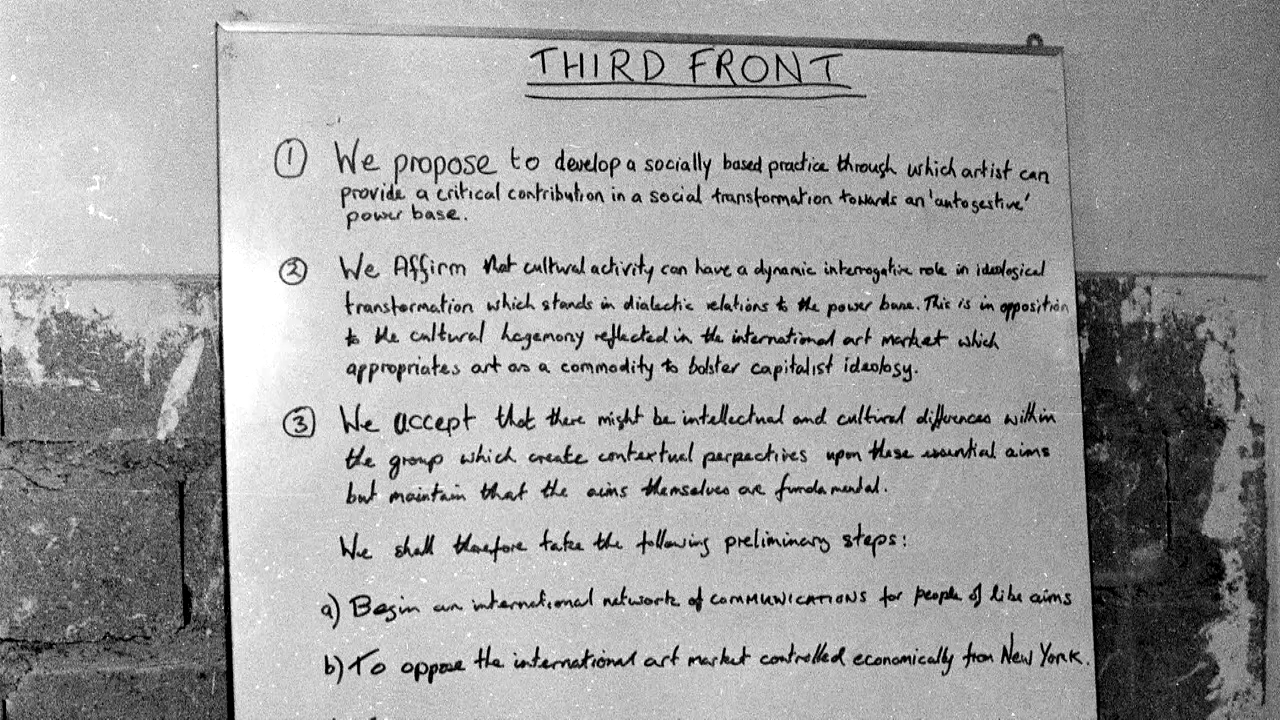 THIRD FRONT
① We propose to develop a socially based practice through which artist can
provide a critical contribution in a social transformation towards an 'autogestive'
power base.
② We Affirm that cultural activity can have a dynamic interrogative role in ideological
transformation which stands in dialectic relations to the power base. This is in opposition
to the cultural hegemony reflected in the international art market which
appropriates art as a commodity to bolster capitalist ideology.
③ We accept that there might be intellectual and cultural differences within
the group which create contextual perpectives upon these essential aims
but maintain that the aims themselves are fundamental.
We shall therefore take the following preliminary steps:
a) Begin an international network of COMMUNICATIONS for people of like aims
b) To oppose the international art market controlled economically from New York.